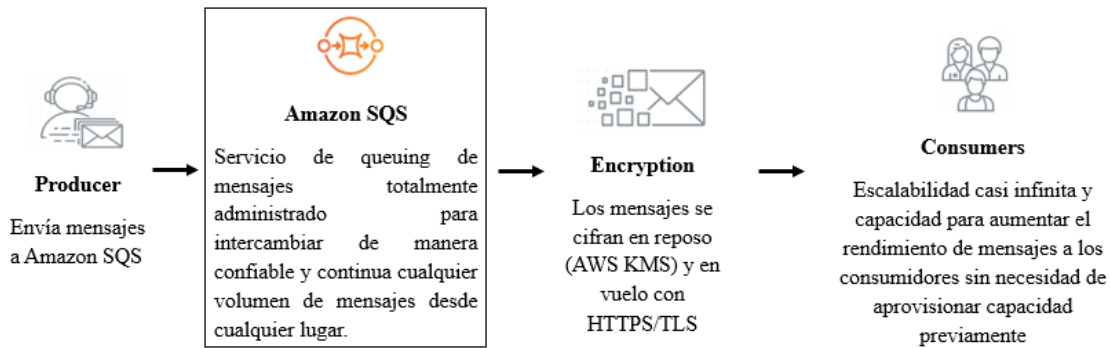 Producer
Envía mensajes
a Amazon SQS
Amazon SQS
Servicio de queuing de
mensajes totalmente
administrado para
intercambiar de manera
confiable y continua cualquier
volumen de mensajes desde
cualquier lugar.
Encryption
Los mensajes se
cifran en reposo
(AWS KMS) y en
vuelo con
HTTPS/TLS
Consumers
Escalabilidad casi infinita y
capacidad para aumentar el
rendimiento de mensajes a los
consumidores sin necesidad de
aprovisionar capacidad
previamente